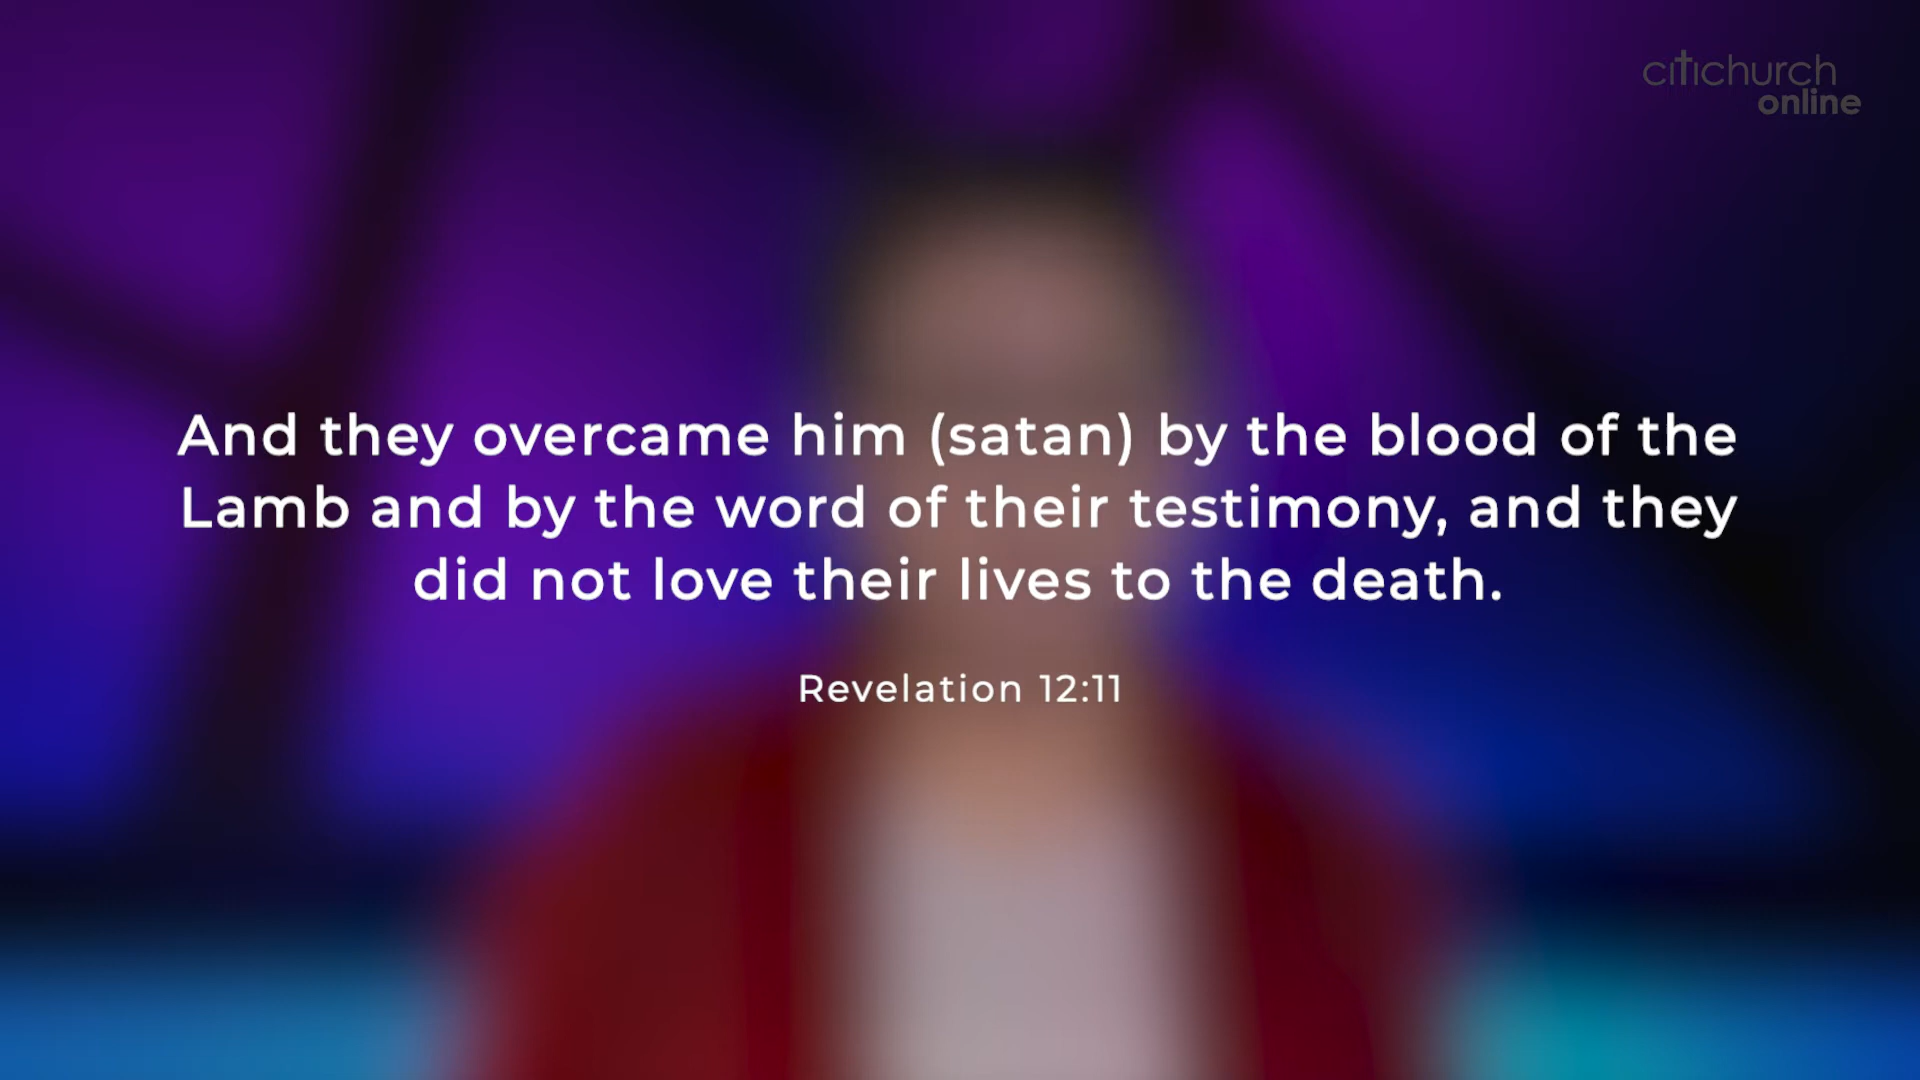 citichurch
online
And they overcame him (satan) by the blood of the
Lamb and by the word of their testimony, and they
did not love their lives to the death.
Revelation 12:11